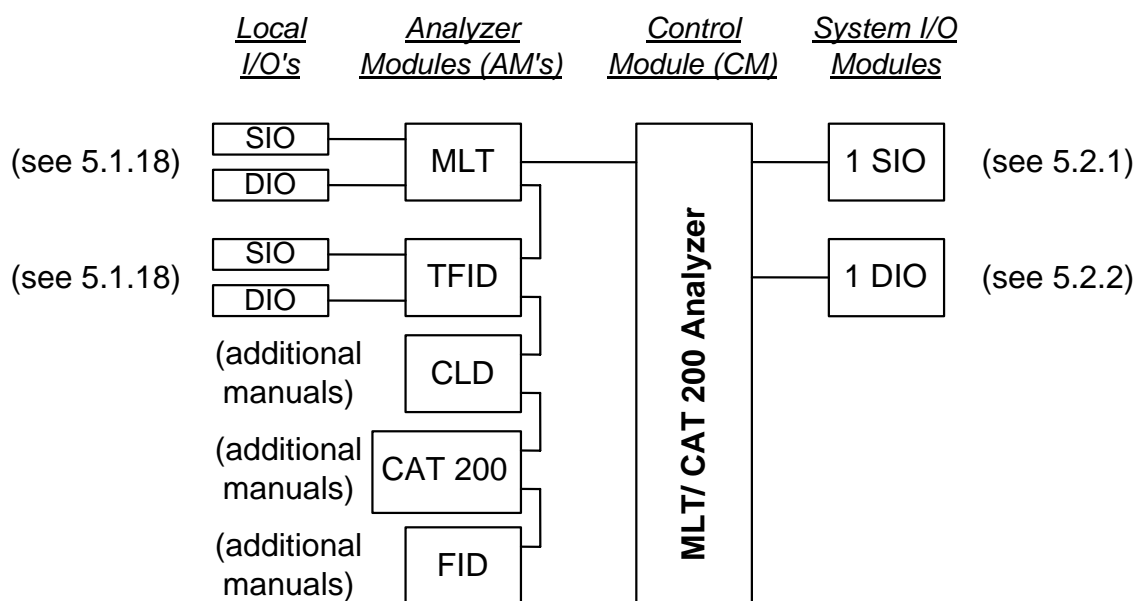 Local
I/O's
Analyzer
Modules (AM's)
Control
Module (CM)
System I/O
Modules
(see 5.1.18)
SIO
DIO
MLT
1 SIO
(see 5.2.1)
(see 5.1.18)
SIO
DIO
TFID
1 DIO
(see 5.2.2)
(additional
manuals)
CLD
(additional
manuals)
CAT 200
(additional
manuals)
FID
MLT/ CAT 200 Analyzer